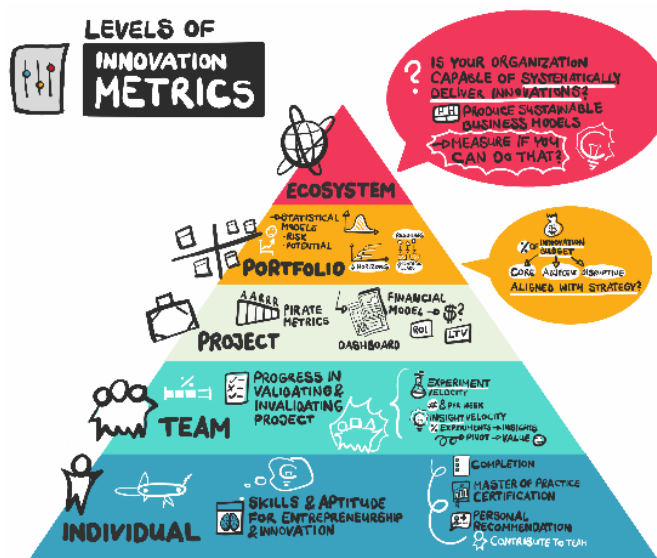 LEVELS OF
INNOVATION
METRICS
? IS YOUR ORGANIZATION
CAPABLE OF SYSTEMATICALLY
DELIVER INNOVATIONS?
PRODUCE SUSTAINABLE
BUSINESS MODELS
→MEASURE IF YOU
CAN DO THAT?
ECOSYSTEM
→STATISTICAL
MODELS
- RISK
- POTENTIAL
3 HORIZONS
PORTFOLIO
$
% OF INNOVATION
BUDGET
CORE ADJACENT DISRUPTIVE
ALIGNED WITH STRATEGY?
AARRR
PIRATE
METRICS
DASHBOARD
FINANCIAL
MODEL → $?
ROI
LTV
PROJECT
%
TEAM
PROGRESS IN
VALIDATING &
INVALIDATING
PROJECT
EXPERIMENT
VELOCITY
# & PER WEEK
INSIGHT VELOCITY
% EXPERIMENTS → INSIGHTS
PIVOT → VALUE
INDIVIDUAL
SKILLS & APTITUDE
FOR ENTREPRENEURSHIP
& INNOVATION
COMPLETION
MASTER OF PRACTICE
CERTIFICATION
PERSONAL
RECOMMENDATION
CONTRIBUTE TO TEAM